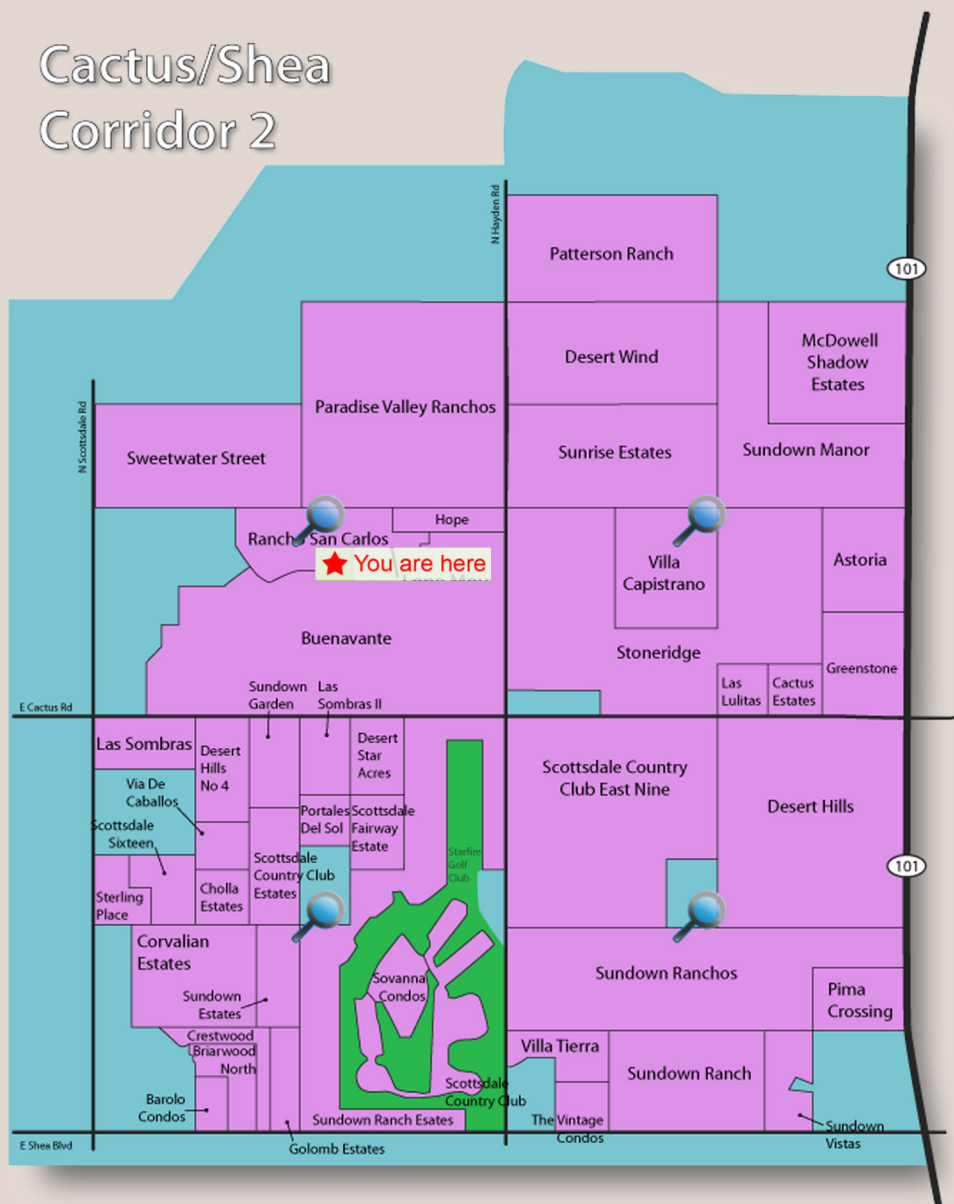 Cactus/Shea
Corridor 2
N Hayden Rd
Patterson Ranch
101
Desert Wind
McDowell
Shadow
Estates
Paradise Valley Ranchos
N Scottsdale Rd
Sweetwater Street
Sunrise Estates
Sundown Manor
Hope
Rancho San Carlos
You are here
Villa
Capistrano
Astoria
Buenavante
Stoneridge
Greenstone
Las
Lulitas
Cactus
Estates
Sundown
Garden
Las
Sombras II
E Cactus Rd
Las Sombras
Desert
Hills
No 4
Desert
Star
Acres
Via De
Caballos
Scottsdale
Sixteen
Portales
Del Sol
Scottsdale
Fairway
Estate
Scottsdale Country
Club East Nine
Desert Hills
Starfire
Golf
Club
Scottsdale
Country Club
Estates
Cholla
Estates
Sterling
Place
101
Corvalian
Estates
Sundown
Estates
Sovanna
Condos
Sundown Ranchos
Pima
Crossing
Crestwood
Briarwood
North
Villa Tierra
Sundown Ranch
Barolo
Condos
Scottsdale
Country Club
Sundown Ranch Esates
The Vintage
Condos
Sundown
Vistas
E Shea Blvd
Golomb Estates